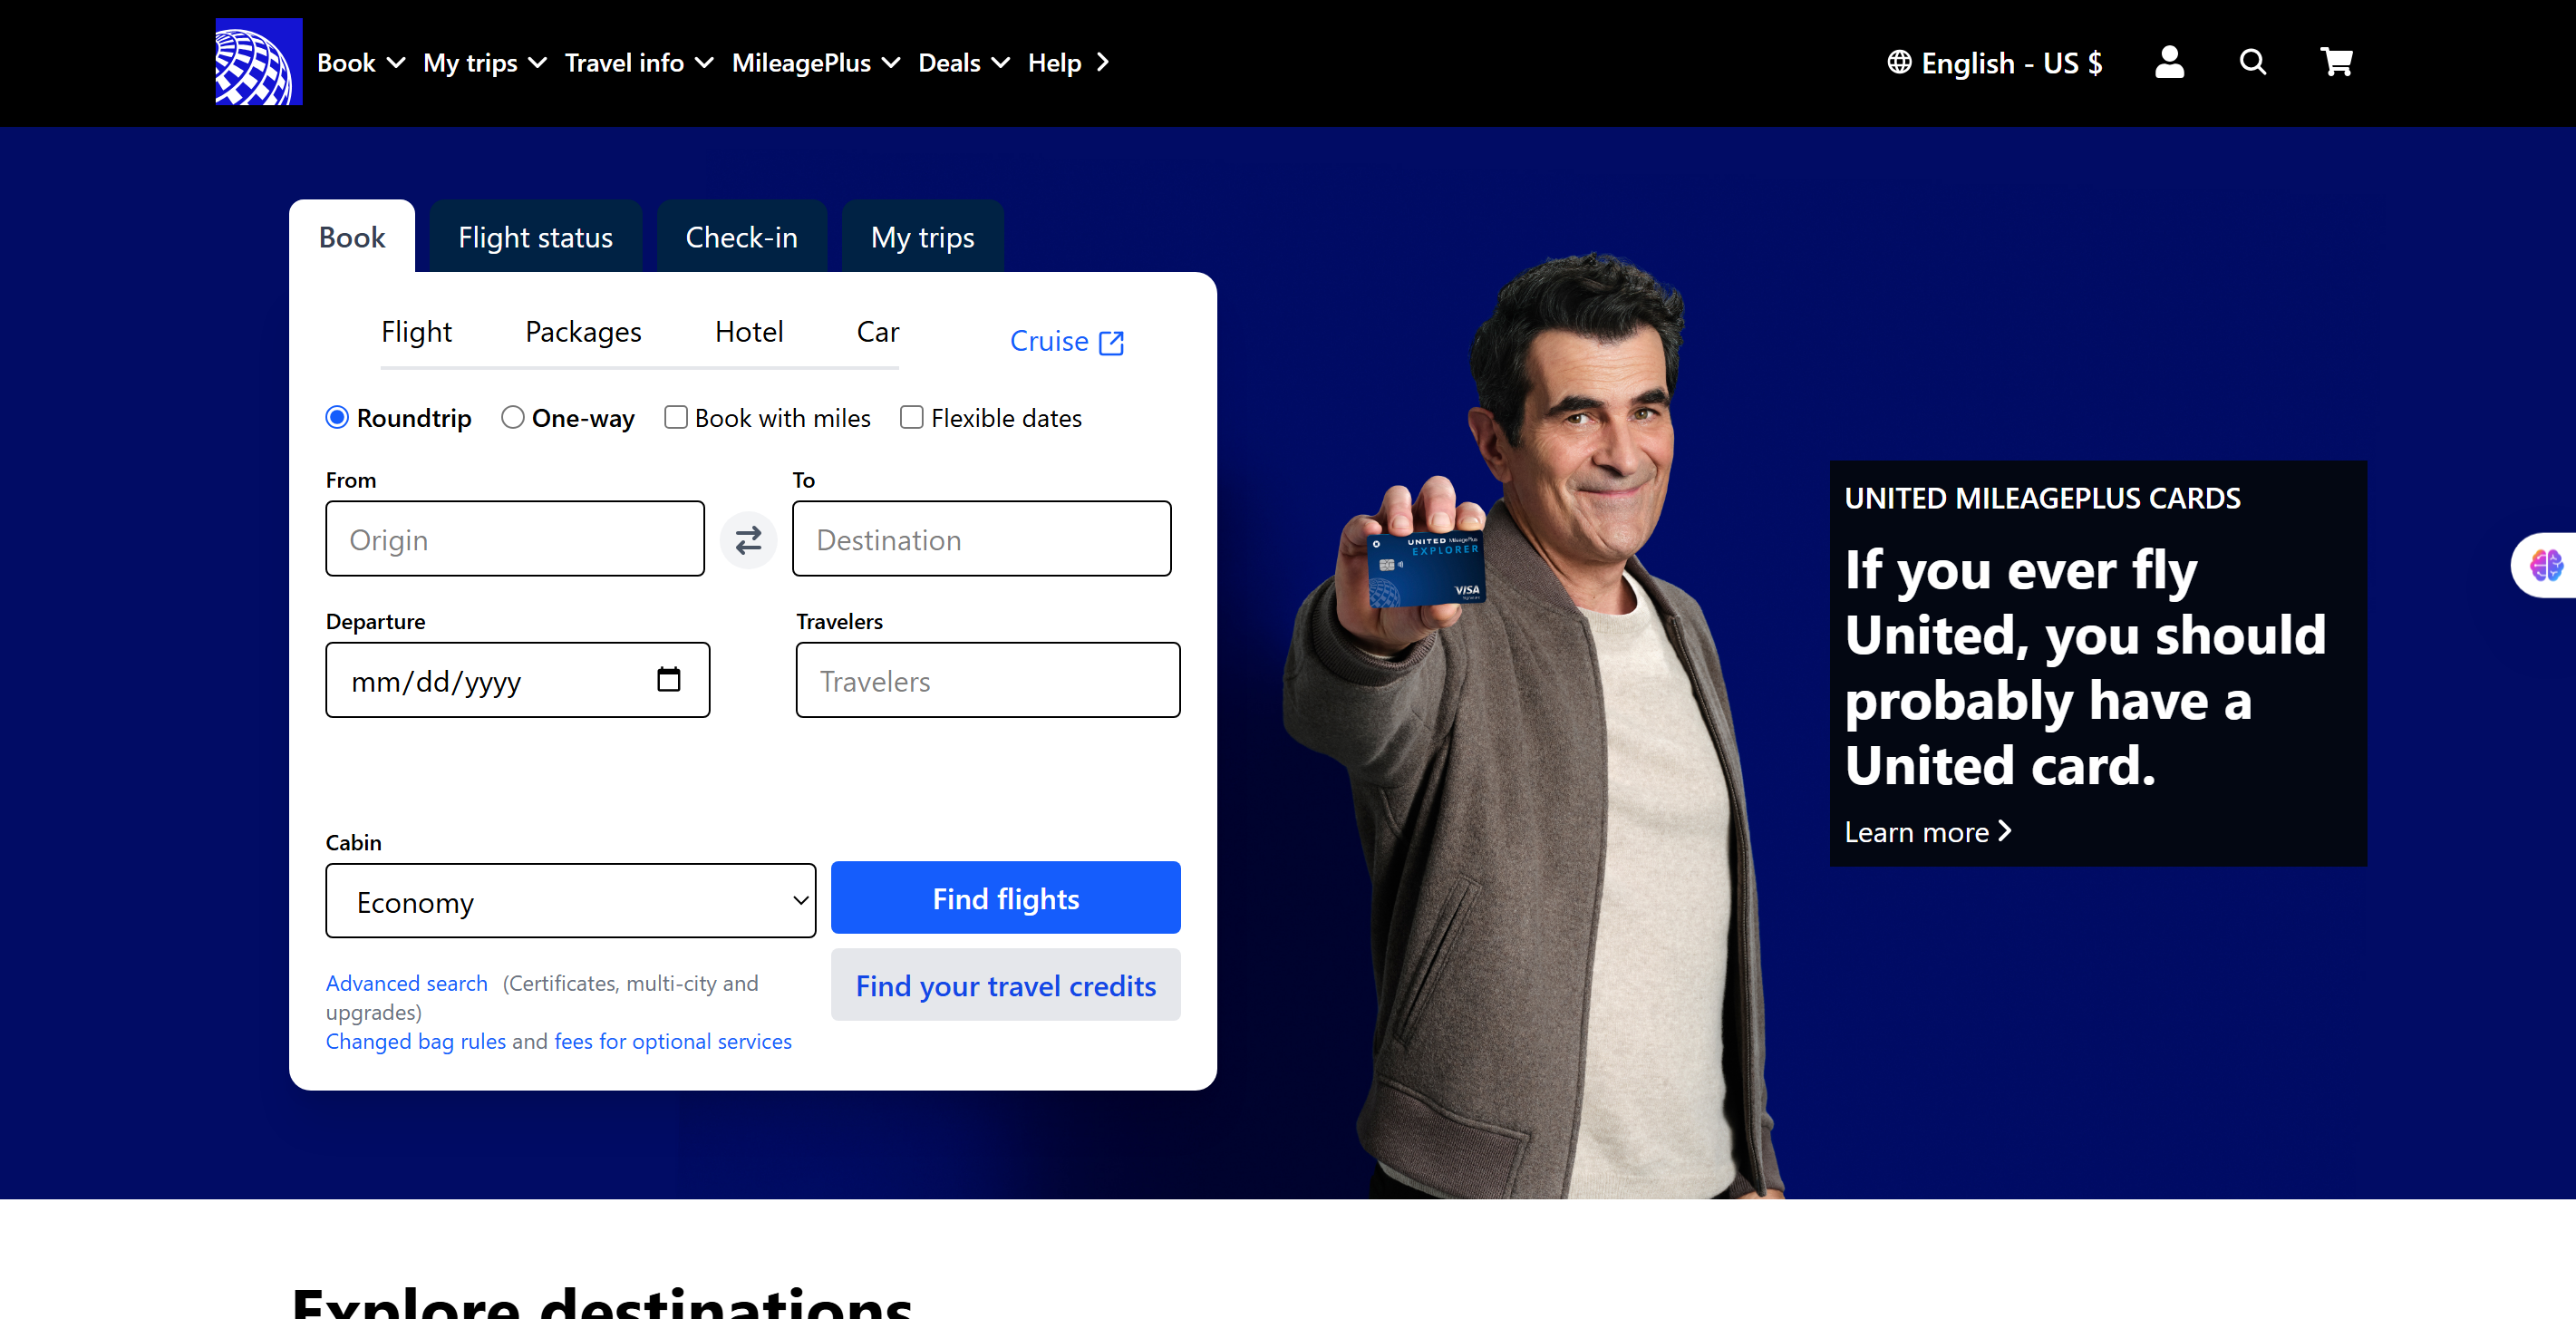 Book My trips Travel info MileagePlus Deals Help
English - US $
Book Flight status Check-in My trips
Flight Packages Hotel Car Cruise
Roundtrip One-way Book with miles Flexible dates
From To
Origin Destination
Departure Travelers
mm/dd/yyyy Travelers
Cabin
Economy
Find flights
Find your travel credits
Advanced search (Certificates, multi-city and
upgrades)
Changed bag rules and fees for optional services
UNITED MileagePlus
EXPLORER
VISA
UNITED MILEAGEPLUS CARDS
If you ever fly
United, you should
probably have a
United card.
Learn more
Explore destinations